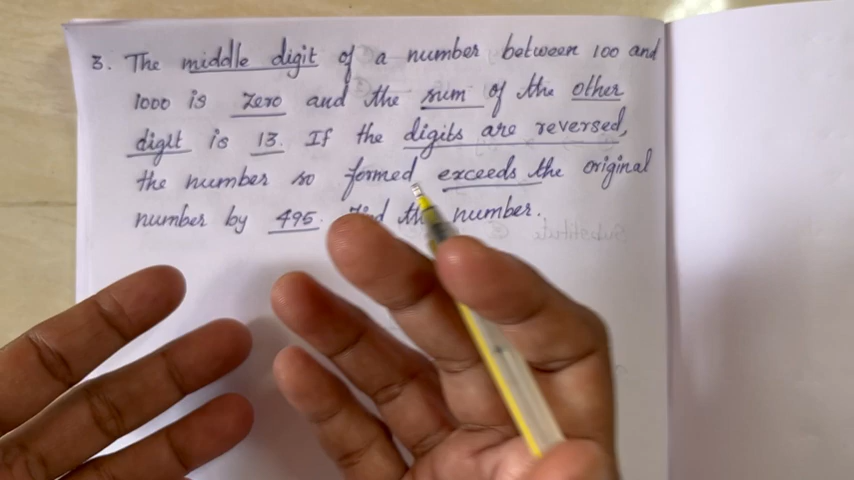 3. The middle digit of a number between 100 and
1000 is zero and the sum of the other
digit is 13. If the digits are reversed,
the number so formed exceeds the original
number by 495. Find the number.
Substitute